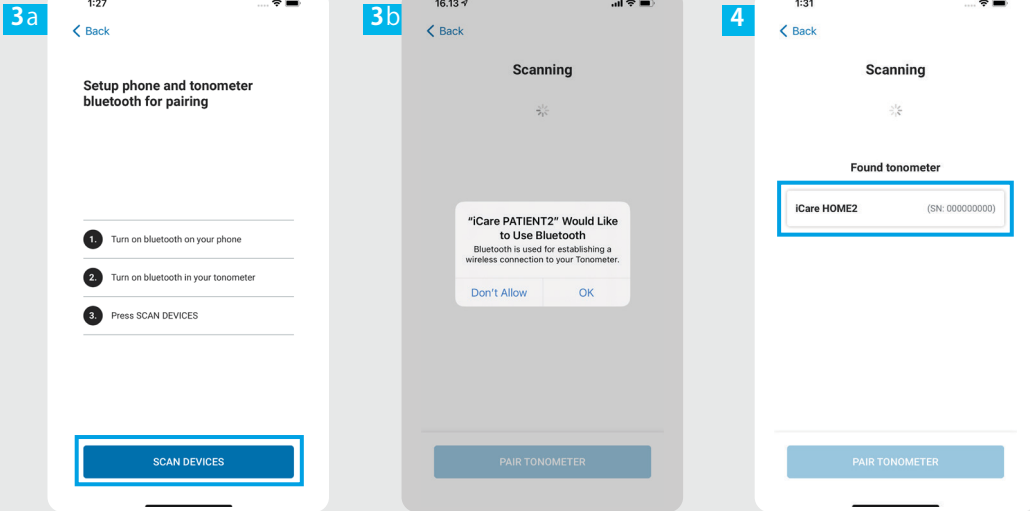 3a
1:27
Back
Setup phone and tonometer
bluetooth for pairing
1. Turn on bluetooth on your phone
2. Turn on bluetooth in your tonometer
3. Press SCAN DEVICES
SCAN DEVICES
3b
16.13
Back
Scanning
"iCare PATIENT2" Would Like
to Use Bluetooth
Bluetooth is used for establishing a
wireless connection to your Tonometer.
Don't Allow OK
PAIR TONOMETER
4
1:31
Back
Scanning
Found tonometer
iCare HOME2 (SN: 000000000)
PAIR TONOMETER